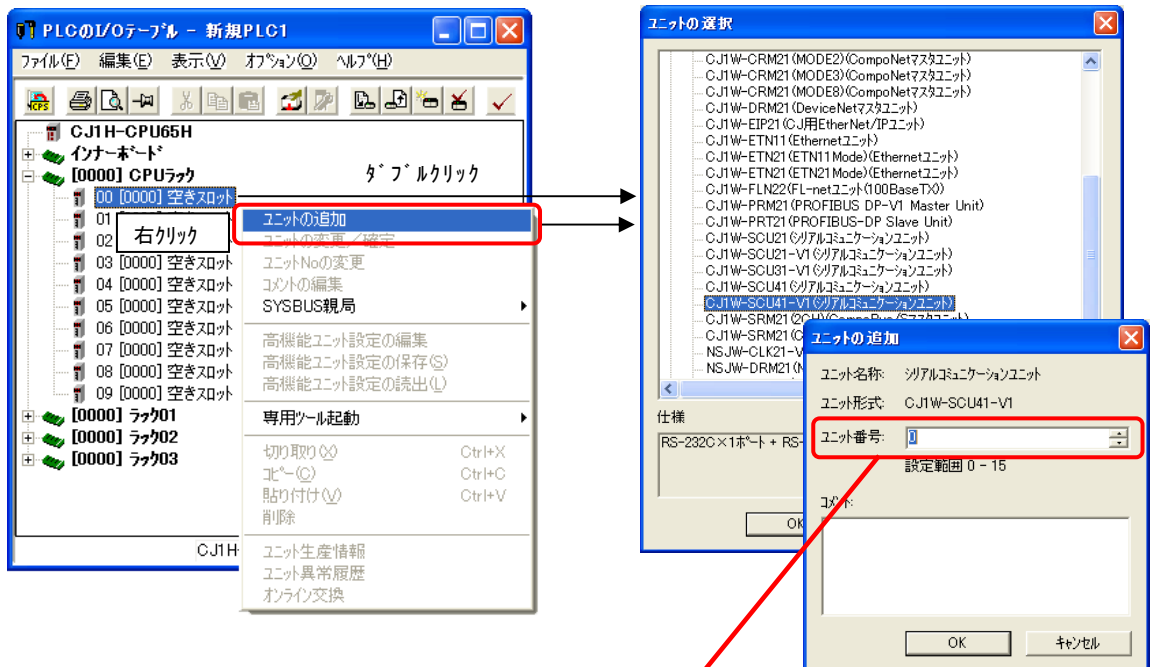 PLCのI/Oテーブル - 新規PLC1
ファイル(F) 編集(E) 表示(V) オプション(O) ヘルプ(H)
CJ1H-CPU65H
インナーボード
[0000] CPUラック
ダブルクリック
00 [0000] 空きスロット
01
右クリック
02
03 [0000] 空きスロット
04 [0000] 空きスロット
05 [0000] 空きスロット
06 [0000] 空きスロット
07 [0000] 空きスロット
08 [0000] 空きスロット
09 [0000] 空きスロット
[0000] ラック01
[0000] ラック02
[0000] ラック03
CJ1H-
ユニットの追加
ユニットの変更/確定
ユニットNoの変更
コメントの編集
SYSBUS親局
高機能ユニット設定の編集
高機能ユニット設定の保存(S)
高機能ユニット設定の読出(L)
専用ツール起動
切り取り(X) Ctrl+X
コピー(C) Ctrl+C
貼り付け(V) Ctrl+V
削除
ユニット生産情報
ユニット異常履歴
オンライン交換
ユニットの選択
CJ1W-CRM21(MODE2)(CompoNetマスタユニット)
CJ1W-CRM21(MODE8)(CompoNetマスタユニット)
CJ1W-CRM21(MODE8)(CompoNetマスタユニット)
CJ1W-DRM21(DeviceNetマスタユニット)
CJ1W-EIP21(CJ用EtherNet/IPユニット)
CJ1W-ETN11(Ethernetユニット)
CJ1W-ETN21(ETN11 Mode)(Ethernetユニット)
CJ1W-ETN21(ETN21 Mode)(Ethernetユニット)
CJ1W-FLN22(FL-netユニット(100BaseTX))
CJ1W-PRM21(PROFIBUS DP-V1 Master Unit)
CJ1W-PRT21(PROFIBUS-DP Slave Unit)
CJ1W-SCU21(シリアルコミュニケーションユニット)
CJ1W-SCU21-V1(シリアルコミュニケーションユニット)
CJ1W-SCU31-V1(シリアルコミュニケーションユニット)
CJ1W-SCU41(シリアルコミュニケーションユニット)
CJ1W-SCU41-V1(シリアルコミュニケーションユニット)
CJ1W-SRM21(2CH)(CompoBus/Sマスタユニット)
CJ1W-SRM21(C
NSJW-CLK21-V
NSJW-DRM21(N
仕様
RS-232C×1ポート + RS-
OK
ユニットの追加
ユニット名称: シリアルコミュニケーションユニット
ユニット形式: CJ1W-SCU41-V1
ユニット番号: 0
設定範囲 0 - 15
コメント:
OK キャンセル